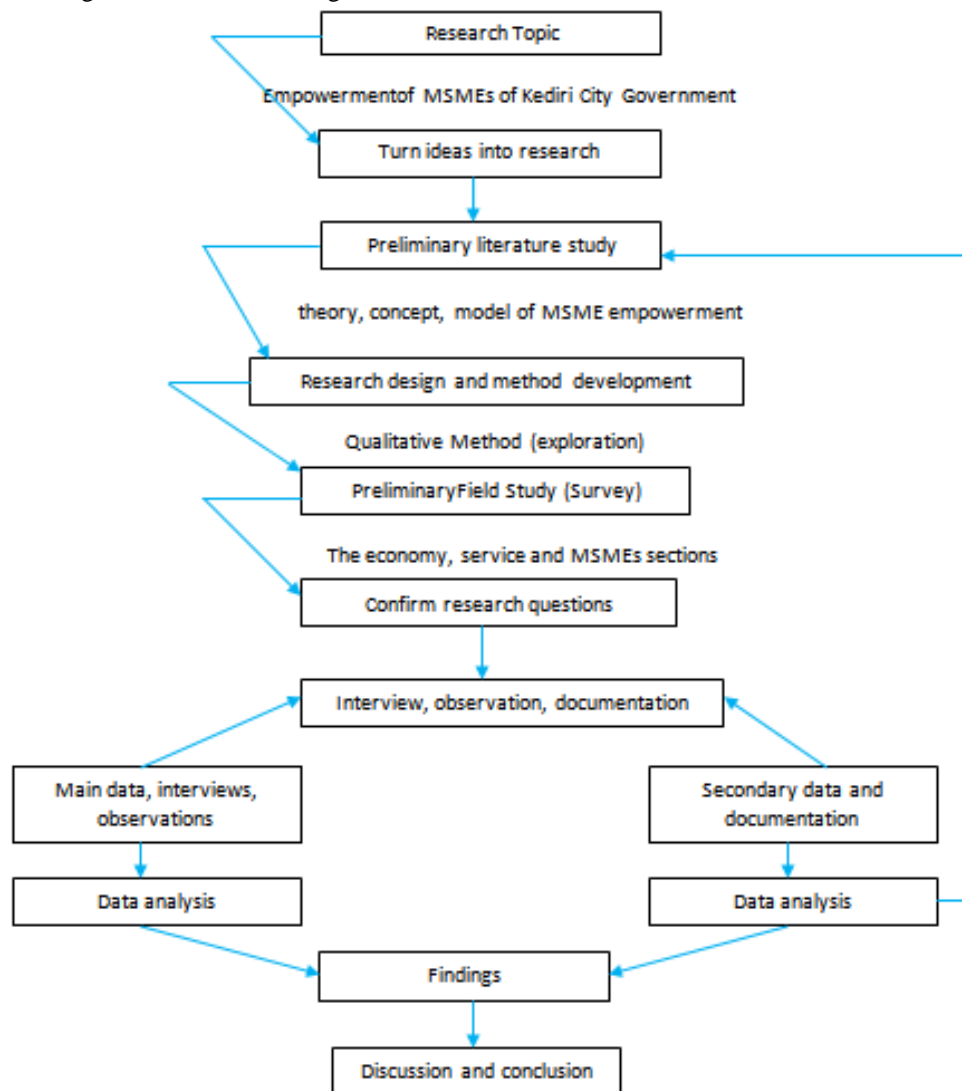 Research Topic
Empowermentof MSMEs of Kediri City Government
Turn ideas into research
Preliminary literature study
theory, concept, model of MSME empowerment
Research design and method development
Qualitative Method (exploration)
PreliminaryField Study (Survey)
The economy, service and MSMEs sections
Confirm research questions
Interview, observation, documentation
Main data, interviews,
observations
Secondary data and
documentation
Data analysis
Data analysis
Findings
Discussion and conclusion